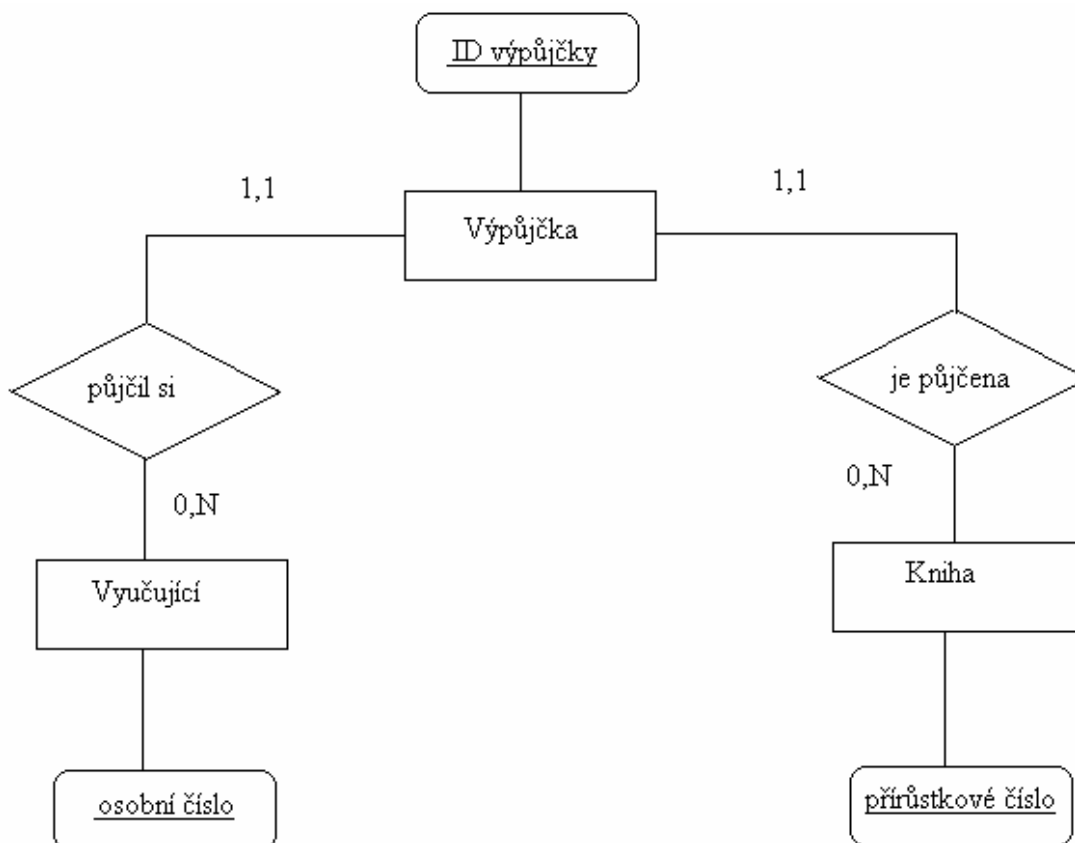 ID výpůjčky
1,1
1,1
Výpůjčka
půjčil si
je půjčena
0,N
0,N
Vyučující
Kniha
osobní číslo
přírůstkové číslo